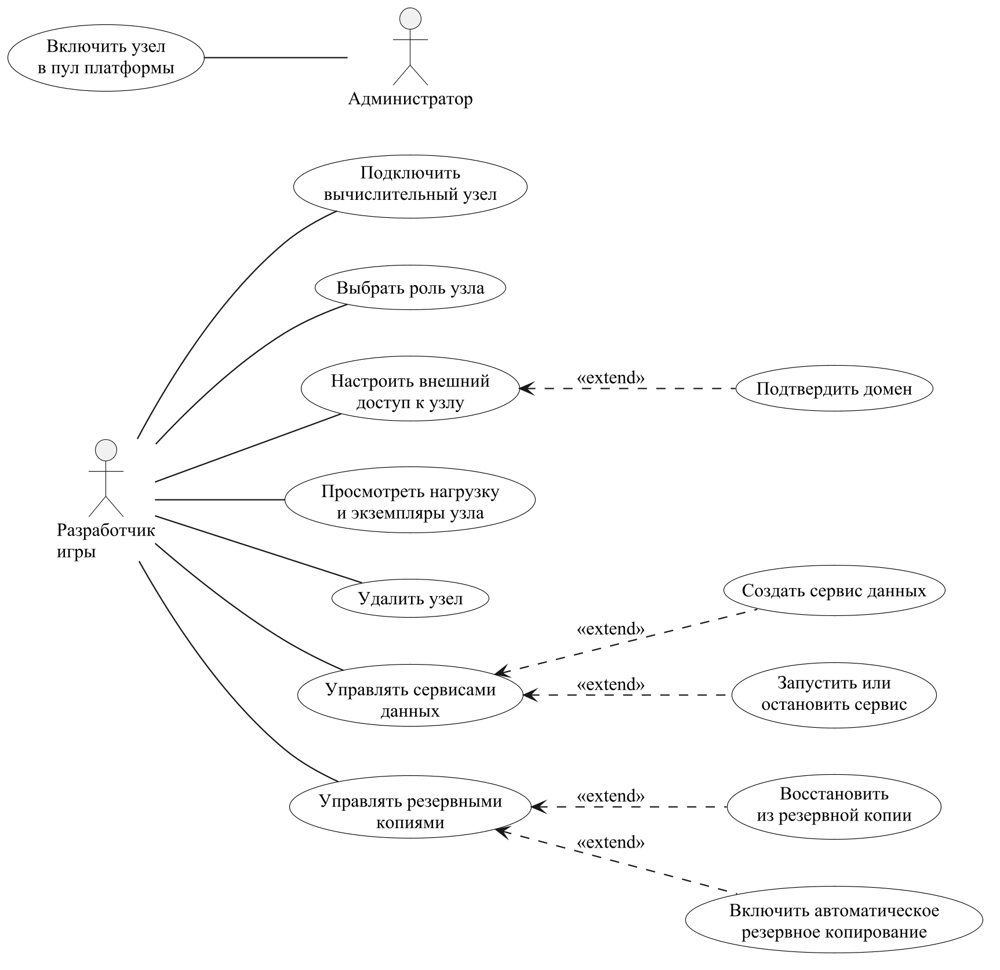 Включить узел
в пул платформы
Администратор
Подключить
вычислительный узел
Выбрать роль узла
Настроить внешний
доступ к узлу
«extend»
Подтвердить домен
Просмотреть нагрузку
и экземпляры узла
Разработчик
игры
Удалить узел
Создать сервис данных
«extend»
Управлять сервисами
данных
«extend»
Запустить или
остановить сервис
Управлять резервными
копиями
«extend»
Восстановить
из резервной копии
«extend»
Включить автоматическое
резервное копирование